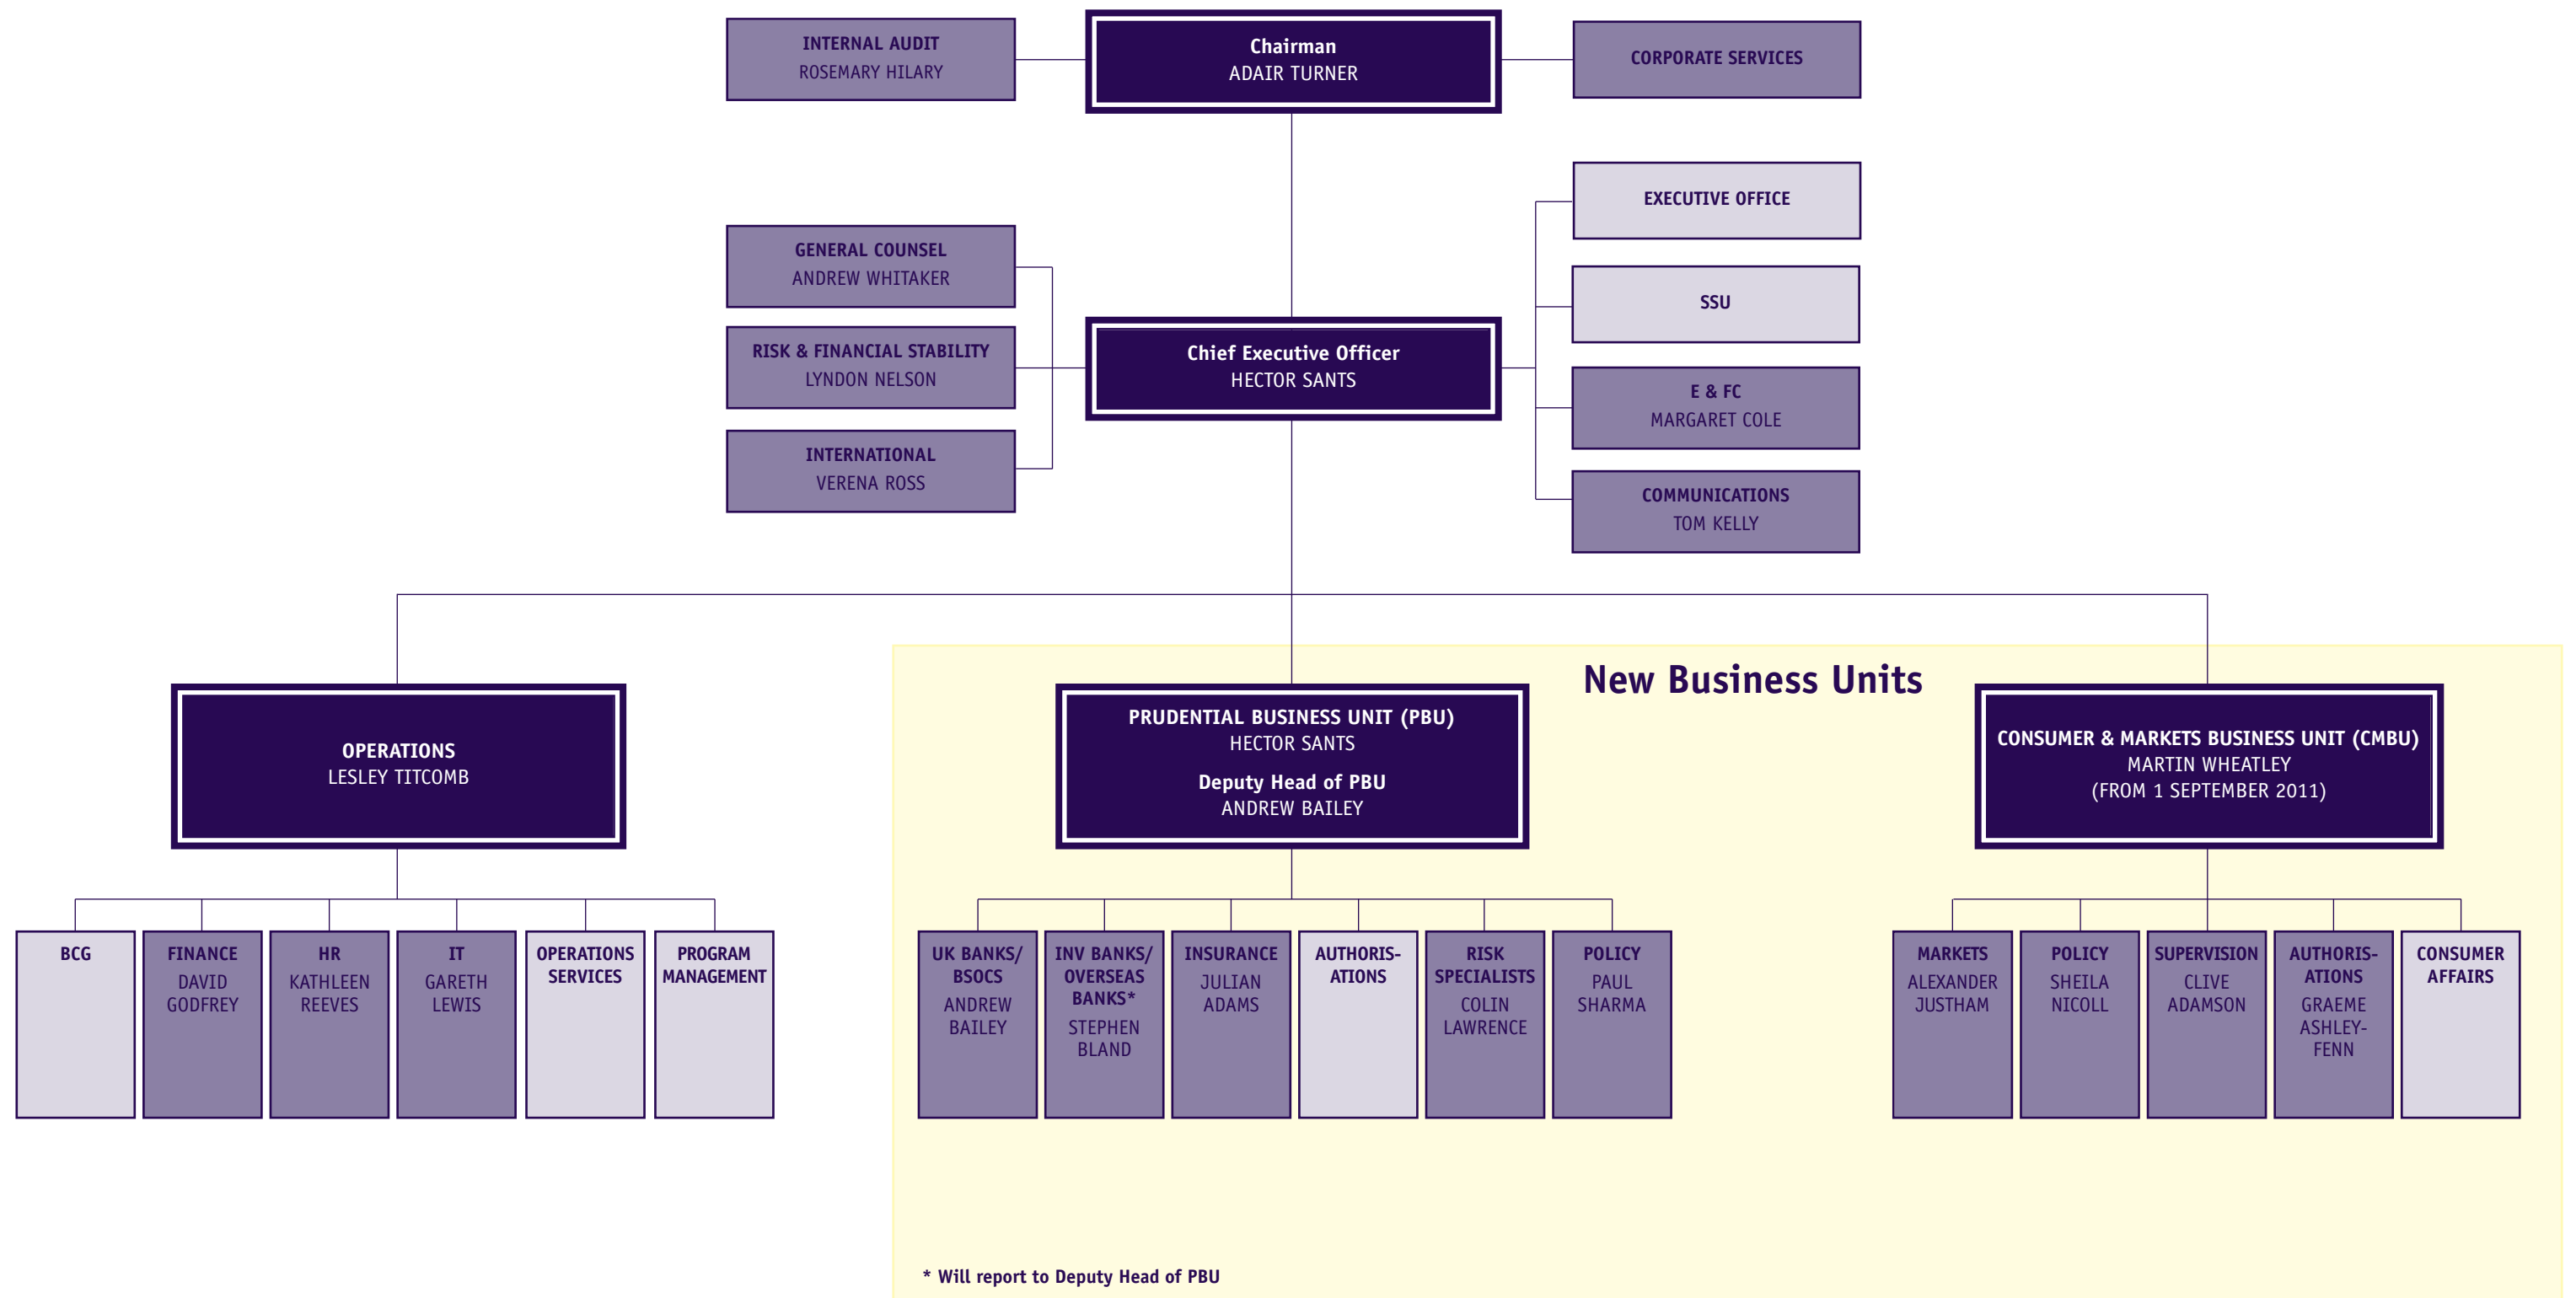 INTERNAL AUDIT
ROSEMARY HILARY
Chairman
ADAIR TURNER
CORPORATE SERVICES
EXECUTIVE OFFICE
GENERAL COUNSEL
ANDREW WHITAKER
SSU
RISK & FINANCIAL STABILITY
LYNDON NELSON
Chief Executive Officer
HECTOR SANTS
E & FC
MARGARET COLE
INTERNATIONAL
VERENA ROSS
COMMUNICATIONS
TOM KELLY
New Business Units
OPERATIONS
LESLEY TITCOMB
PRUDENTIAL BUSINESS UNIT (PBU)
HECTOR SANTS
Deputy Head of PBU
ANDREW BAILEY
CONSUMER & MARKETS BUSINESS UNIT (CMBU)
MARTIN WHEATLEY
(FROM 1 SEPTEMBER 2011)
BCG
FINANCE
DAVID
GODFREY
HR
KATHLEEN
REEVES
IT
GARETH
LEWIS
OPERATIONS
SERVICES
PROGRAM
MANAGEMENT
UK BANKS/
BSOCS
ANDREW
BAILEY
INV BANKS/
OVERSEAS
BANKS*
STEPHEN
BLAND
INSURANCE
JULIAN
ADAMS
AUTHORIS-
ATIONS
RISK
SPECIALISTS
COLIN
LAWRENCE
POLICY
PAUL
SHARMA
MARKETS
ALEXANDER
JUSTHAM
POLICY
SHEILA
NICOLL
SUPERVISION
CLIVE
ADAMSON
AUTHORIS-
ATIONS
GRAEME
ASHLEY-
FENN
CONSUMER
AFFAIRS
* Will report to Deputy Head of PBU